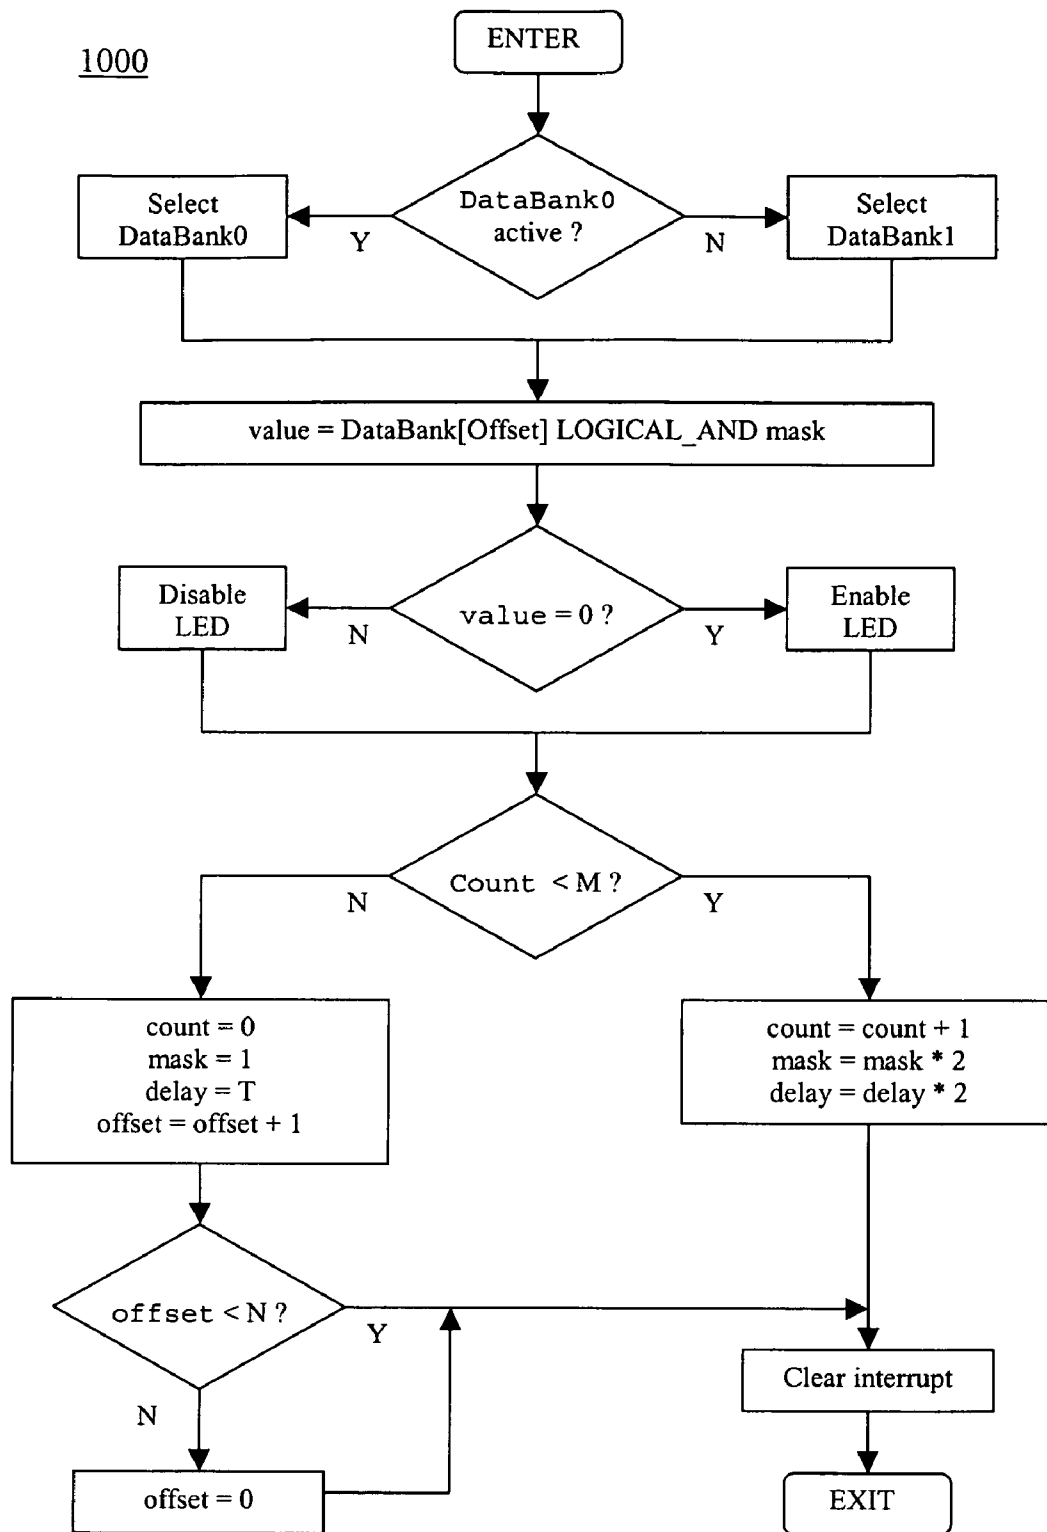 1000
ENTER
DataBank0
active ?
Y
N
Select
DataBank0
Select
DataBank1
value = DataBank[Offset] LOGICAL_AND mask
value = 0 ?
N
Y
Disable
LED
Enable
LED
Count < M ?
N
Y
count = 0
mask = 1
delay = T
offset = offset + 1
count = count + 1
mask = mask * 2
delay = delay * 2
offset < N ?
Y
N
offset = 0
Clear interrupt
EXIT